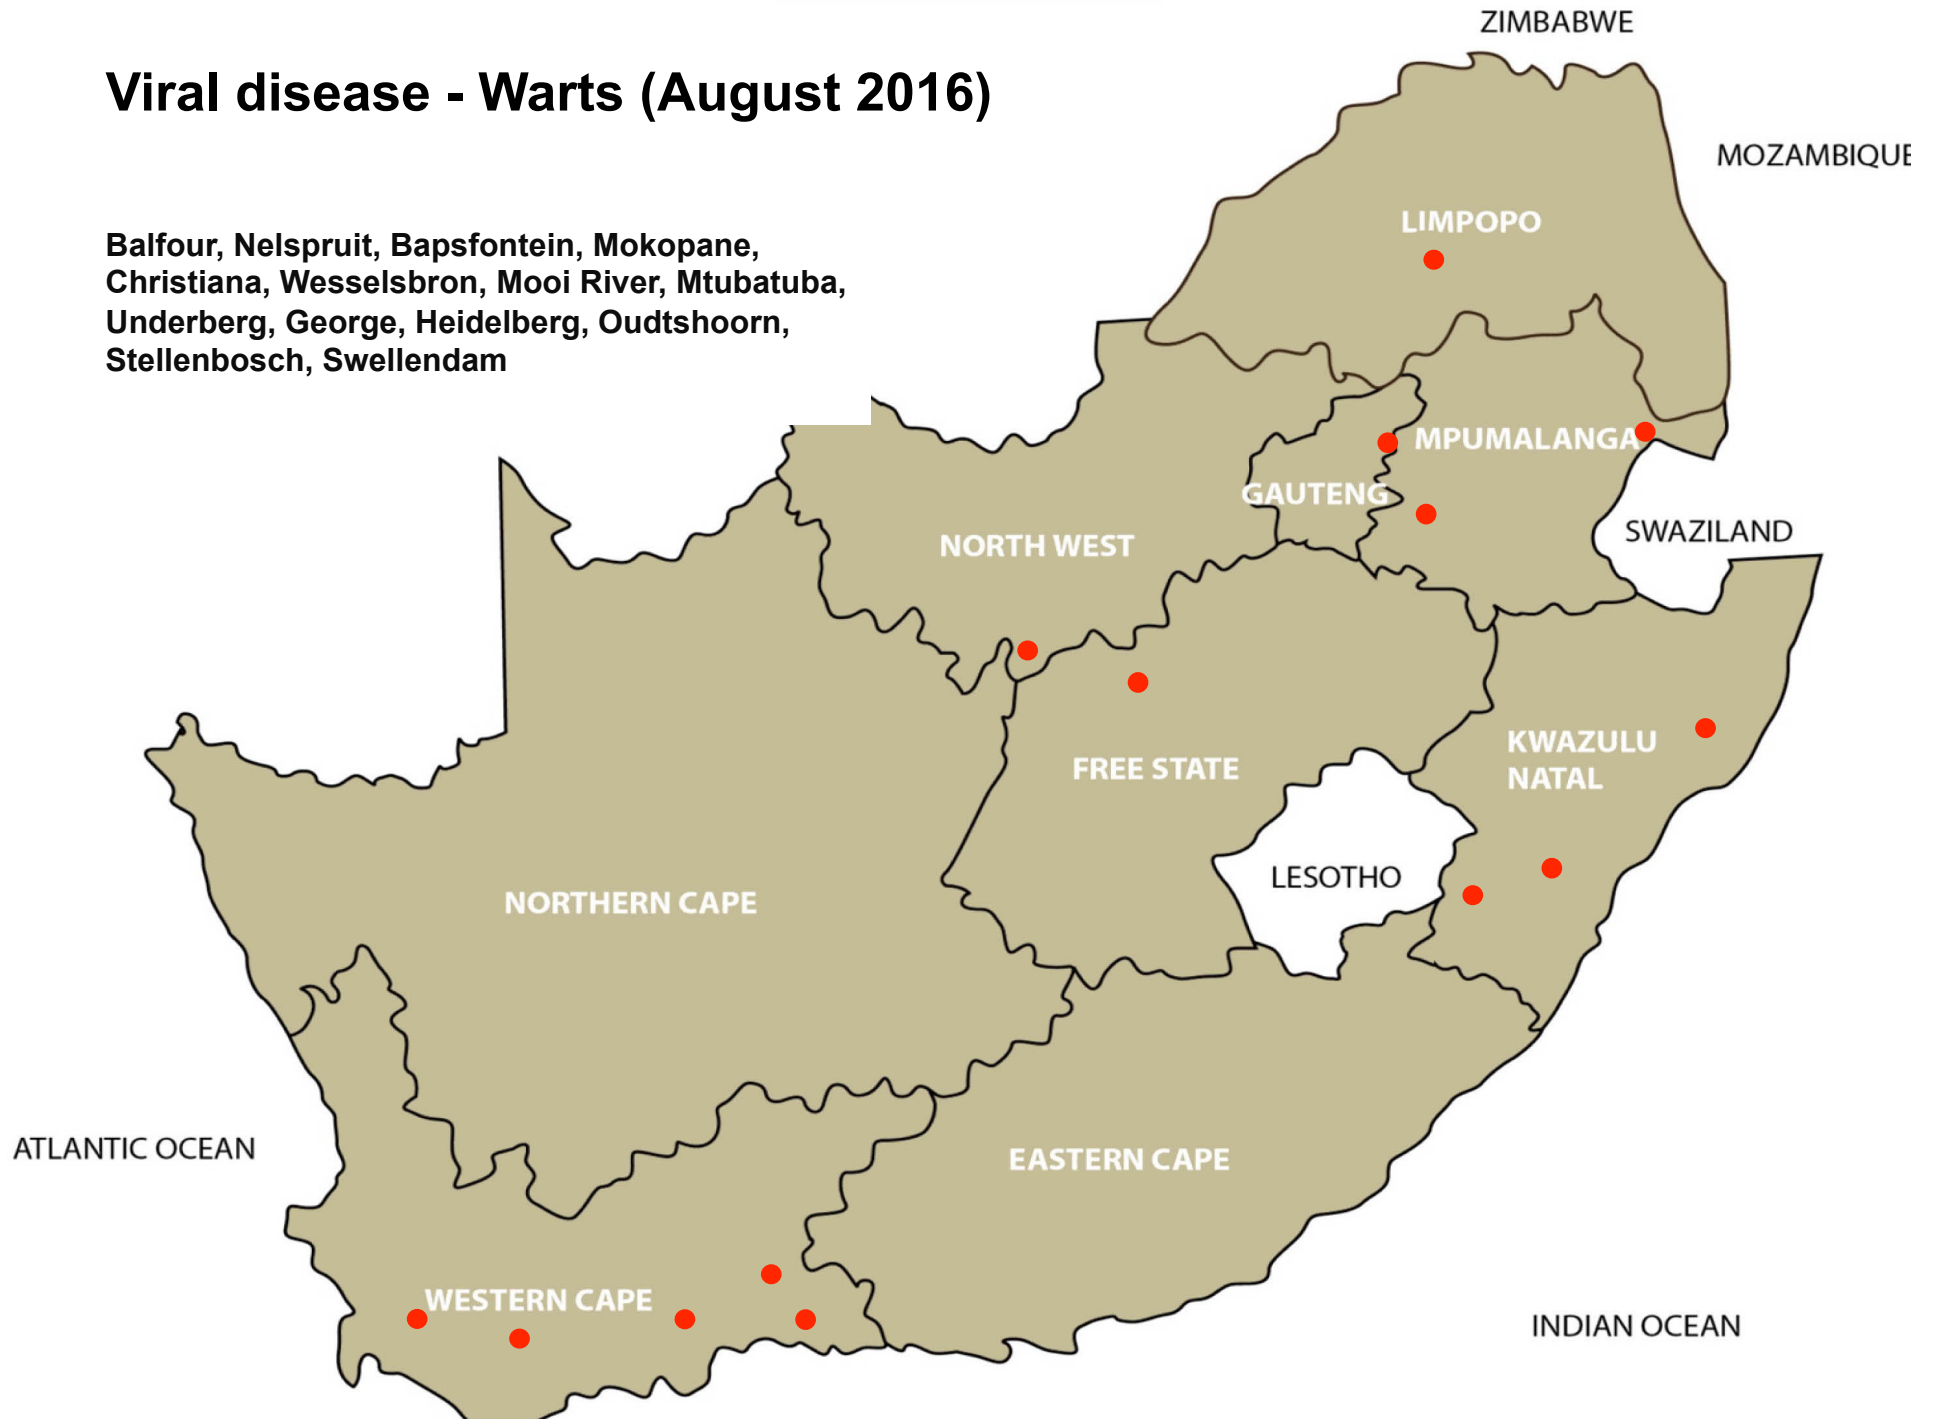 ZIMBABWE
Viral disease - Warts (August 2016)
MOZAMBIQUE
LIMPOPO
Balfour, Nelspruit, Bapsfontein, Mokopane,
Christiana, Wesselsbron, Mooi River, Mtubatuba,
Underberg, George, Heidelberg, Oudtshoorn,
Stellenbosch, Swellendam
MPUMALANGA
GAUTENG
SWAZILAND
NORTH WEST
KWAZULU
NATAL
FREE STATE
LESOTHO
NORTHERN CAPE
ATLANTIC OCEAN
EASTERN CAPE
WESTERN CAPE
INDIAN OCEAN